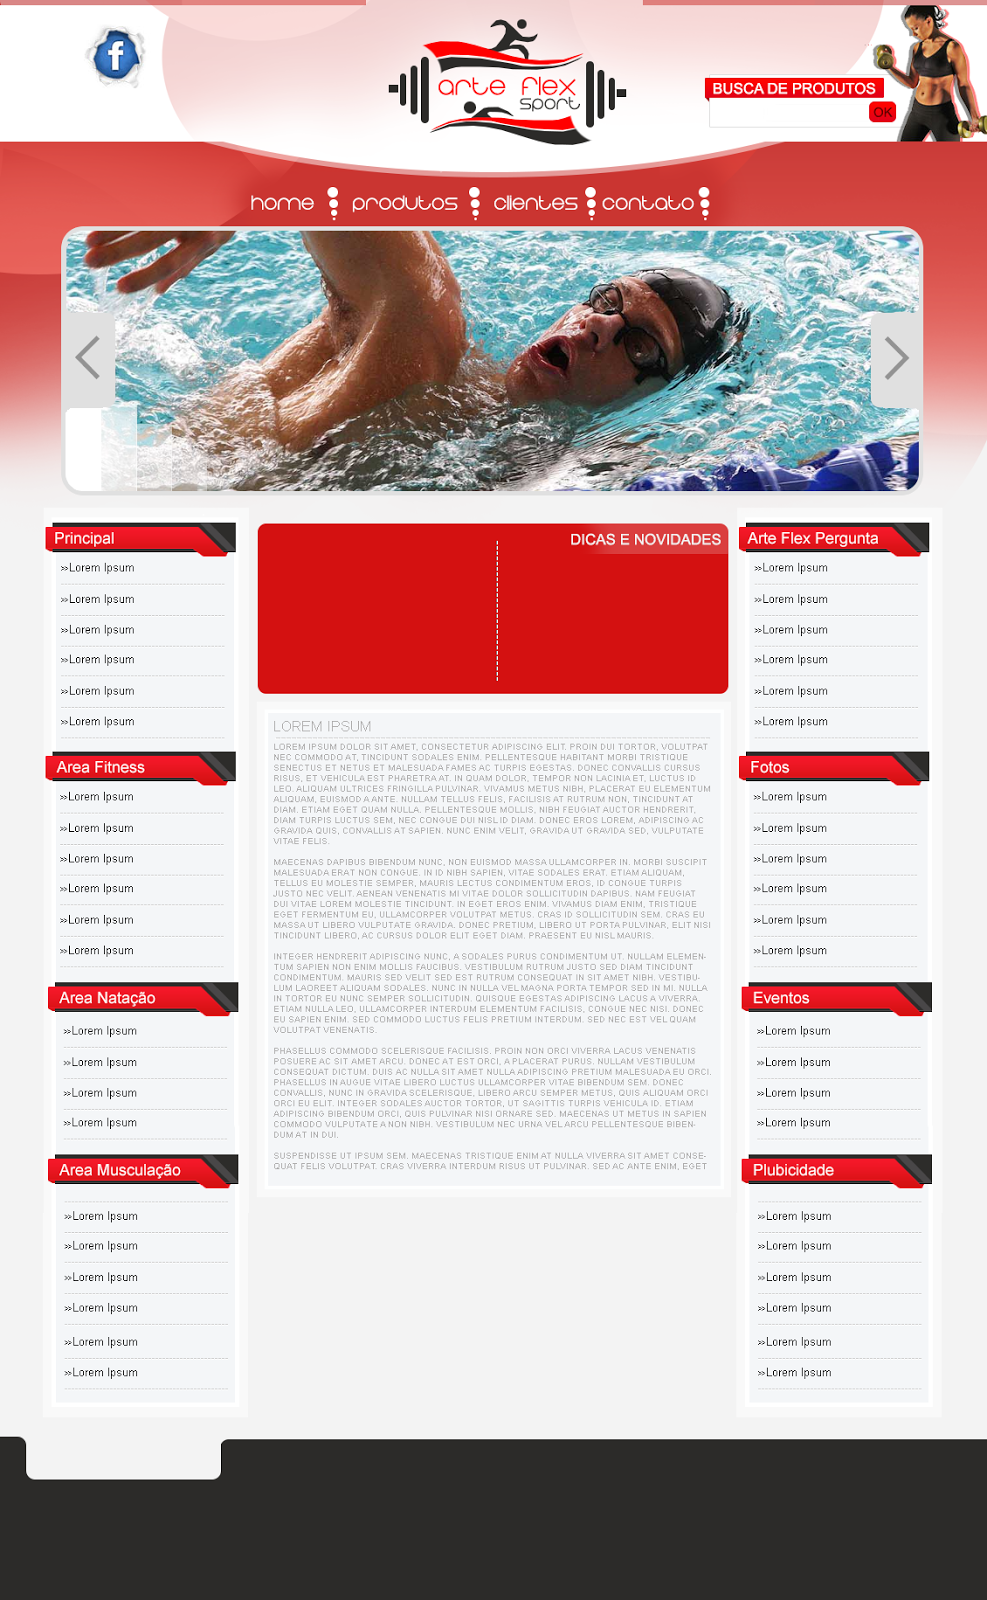 f
arte flex
sport
BUSCA DE PRODUTOS
OK
home produtos clientes contato
Principal
»Lorem Ipsum
»Lorem Ipsum
»Lorem Ipsum
»Lorem Ipsum
»Lorem Ipsum
»Lorem Ipsum
Area Fitness
»Lorem Ipsum
»Lorem Ipsum
»Lorem Ipsum
»Lorem Ipsum
»Lorem Ipsum
»Lorem Ipsum
Area Natação
»Lorem Ipsum
»Lorem Ipsum
»Lorem Ipsum
»Lorem Ipsum
Area Musculação
»Lorem Ipsum
»Lorem Ipsum
»Lorem Ipsum
»Lorem Ipsum
»Lorem Ipsum
»Lorem Ipsum
DICAS E NOVIDADES
LOREM IPSUM
LOREM IPSUM DOLOR SIT AMET, CONSECTETUR ADIPISCING ELIT. PROIN DUI TORTOR, VOLUTPAT
NEC COMMODO AT, TINCIDUNT SODALES ENIM. PELLENTESQUE HABITANT MORBI TRISTIQUE
SENECTUS ET NETUS ET MALESUADA FAMES AC TURPIS EGESTAS. DONEC CONVALLIS CURSUS
RISUS, ET VEHICULA EST PHARETRA AT. IN QUAM DOLOR, TEMPOR NON LACINIA ET, LUCTUS ID
LEO. ALIQUAM ULTRICES FRINGILLA PULVINAR. VIVAMUS METUS NIBH, PLACERAT EU ELEMENTUM
ALIQUAM, EUISMOD A ANTE. NULLAM TELLUS FELIS, FACILISIS AT RUTRUM NON, TINCIDUNT AT
DIAM. ETIAM EGET QUAM NULLA. PELLENTESQUE MOLLIS, NIBH FEUGIAT AUCTOR HENDRERIT,
DIAM TURPIS LUCTUS SEM, NEC CONGUE DUI NISL ID DIAM. DONEC EROS LOREM, ADIPISCING AC
GRAVIDA QUIS, CONVALLIS AT SAPIEN. NUNC ENIM VELIT, GRAVIDA UT GRAVIDA SED, VULPUTATE
VITAE FELIS.
MAECENAS DAPIBUS BIBENDUM NUNC, NON EUISMOD MASSA ULLAMCORPER IN. MORBI SUSCIPIT
MALESUADA ERAT NON CONGUE. IN ID NIBH SAPIEN, VITAE SODALES ERAT. ETIAM ALIQUAM,
TELLUS EU MOLESTIE SEMPER, MAURIS LECTUS CONDIMENTUM EROS, ID CONGUE TURPIS
JUSTO NEC VELIT. AENEAN VENENATIS MI VITAE DOLOR SOLLICITUDIN DAPIBUS. NAM FEUGIAT
DUI VITAE LOREM MOLESTIE TINCIDUNT. IN EGET EROS ENIM. VIVAMUS DIAM ENIM, TRISTIQUE
EGET FERMENTUM EU, ULLAMCORPER VOLUTPAT METUS. CRAS ID SOLLICITUDIN SEM. CRAS EU
MASSA UT LIBERO VULPUTATE GRAVIDA. DONEC PRETIUM, LIBERO UT PORTA PULVINAR, ELIT NISI
TINCIDUNT LIBERO, AC CURSUS DOLOR ELIT EGET DIAM. PRAESENT EU NISL MAURIS.
INTEGER HENDRERIT ADIPISCING NUNC, A SODALES PURUS CONDIMENTUM UT. NULLAM ELEMEN-
TUM SAPIEN NON ENIM MOLLIS FAUCIBUS. VESTIBULUM RUTRUM JUSTO SED DIAM TINCIDUNT
CONDIMENTUM. MAURIS SED VELIT SED EST RUTRUM CONSEQUAT IN SIT AMET NIBH. VESTIBU-
LUM LAOREET ALIQUAM SODALES. NUNC IN NULLA VEL MAGNA PORTA TEMPOR SED IN MI. NULLA
IN TORTOR EU NUNC SEMPER SOLLICITUDIN. QUISQUE EGESTAS ADIPISCING LACUS A VIVERRA.
ETIAM NULLA LEO, ULLAMCORPER INTERDUM ELEMENTUM FACILISIS, CONGUE NEC NISI. DONEC
EU SAPIEN ENIM. SED COMMODO LUCTUS FELIS PRETIUM INTERDUM. SED NEC EST VEL QUAM
VOLUTPAT VENENATIS.
PHASELLUS COMMODO SCELERISQUE FACILISIS. PROIN NON ORCI VIVERRA LACUS VENENATIS
POSUERE AC SIT AMET ARCU. DONEC AT EST ORCI, A PLACERAT PURUS. NULLAM VESTIBULUM
CONSEQUAT DICTUM. DUIS AC NULLA SIT AMET NULLA ADIPISCING PRETIUM MALESUADA EU ORCI.
PHASELLUS IN AUGUE VITAE LIBERO LUCTUS ULLAMCORPER VITAE BIBENDUM SEM. DONEC
CONVALLIS, NUNC IN GRAVIDA SCELERISQUE, LIBERO ARCU SEMPER METUS, QUIS ALIQUAM ORCI
ORCI EU ELIT. INTEGER SODALES AUCTOR TORTOR, UT SAGITTIS TURPIS VEHICULA ID. ETIAM
ADIPISCING BIBENDUM ORCI, QUIS PULVINAR NISI ORNARE SED. MAECENAS UT METUS IN SAPIEN
COMMODO VULPUTATE A NON NIBH. VESTIBULUM NEC URNA VEL ARCU PELLENTESQUE BIBEN-
DUM AT IN DUI.
SUSPENDISSE UT IPSUM SEM. MAECENAS TRISTIQUE ENIM AT NULLA VIVERRA SIT AMET CONSE-
QUAT FELIS VOLUTPAT. CRAS VIVERRA INTERDUM RISUS UT PULVINAR. SED AC ANTE ENIM, EGET
Arte Flex Pergunta
»Lorem Ipsum
»Lorem Ipsum
»Lorem Ipsum
»Lorem Ipsum
»Lorem Ipsum
»Lorem Ipsum
Fotos
»Lorem Ipsum
»Lorem Ipsum
»Lorem Ipsum
»Lorem Ipsum
»Lorem Ipsum
»Lorem Ipsum
Eventos
»Lorem Ipsum
»Lorem Ipsum
»Lorem Ipsum
»Lorem Ipsum
Plubicidade
»Lorem Ipsum
»Lorem Ipsum
»Lorem Ipsum
»Lorem Ipsum
»Lorem Ipsum
»Lorem Ipsum